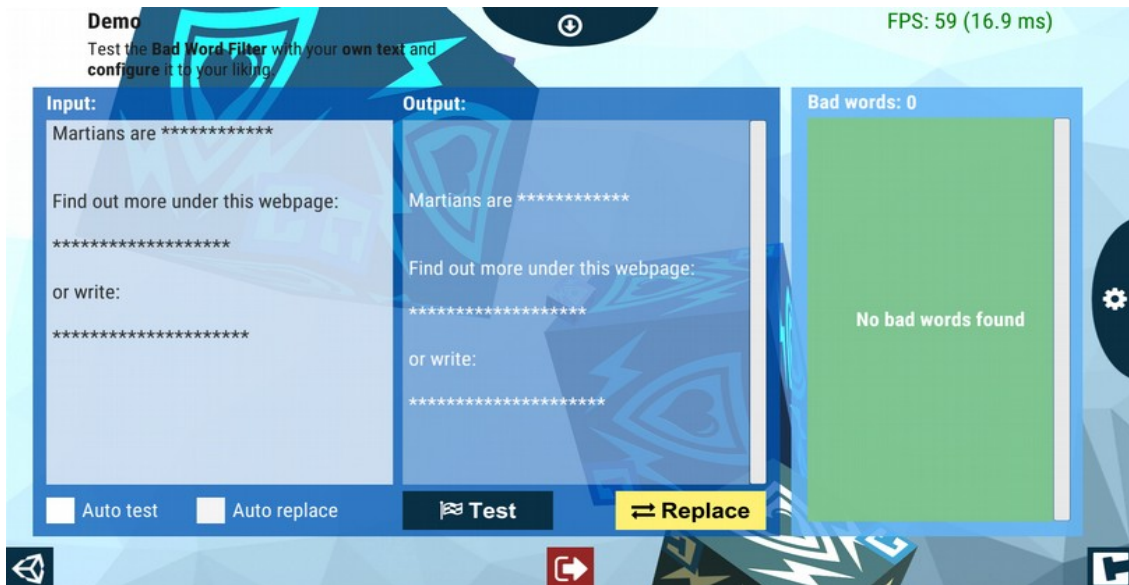 Demo
Test the Bad Word Filter with your own text and
configure it to your liking.
FPS: 59 (16.9 ms)
Input:
Martians are ************
Find out more under this webpage:
*******************
or write:
*********************
Output:
Martians are ************
Find out more under this webpage:
*******************
or write:
*********************
Bad words: 0
No bad words found
Auto test
Auto replace
Test
Replace